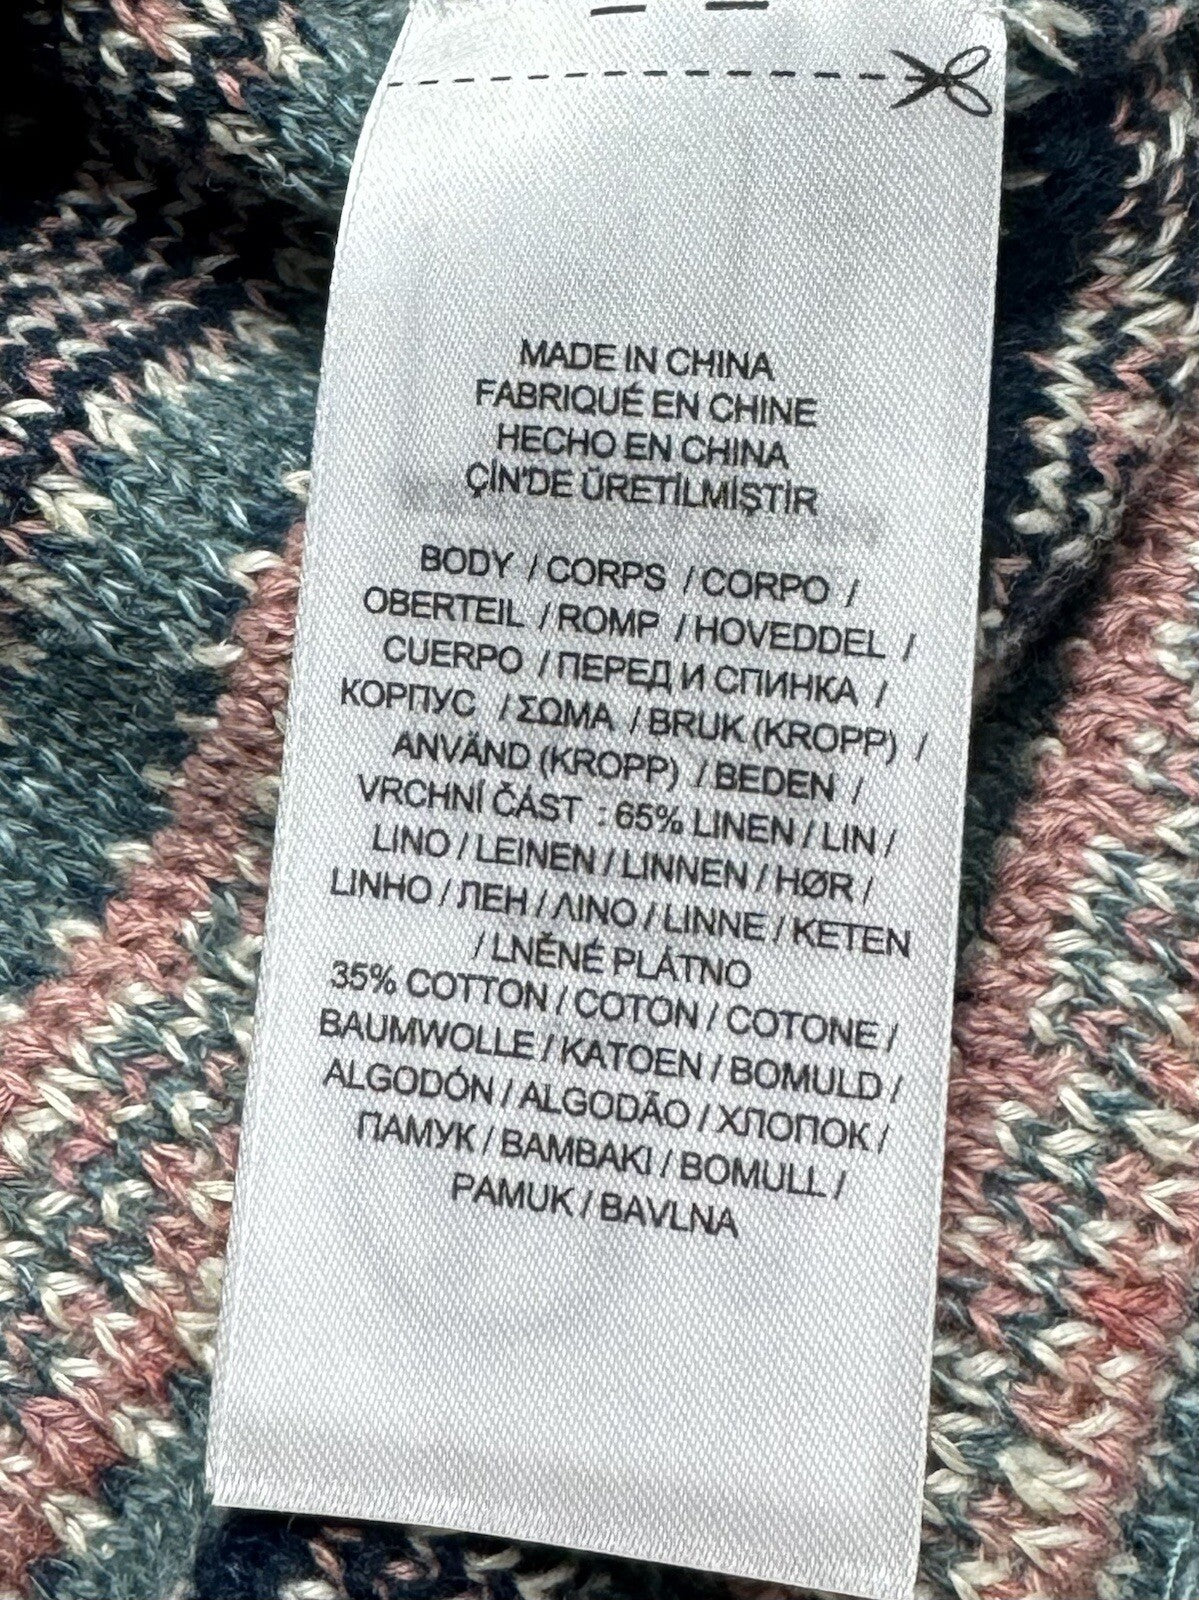 MADE IN CHINA
FABRIQUÉ EN CHINE
HECHO EN CHINA
ÇİN'DE ÜRETİLMİŞTİR
BODY / CORPS / CORPO /
OBERTEIL / ROMP / HOVEDDEL /
CUERPO / ПЕРЕД И СПИНКА /
КОРПУС / ΣΩΜΑ / BRUK (KROPP) /
ANVÄND (KROPP) / BEDEN /
VRCHNÍ ČÁST : 65% LINEN / LIN /
LINO / LEINEN / LINNEN / HØR /
LINHO / ЛЕН / ΛΙΝΟ / LINNE / KETEN
/ LNĚNÉ PLÁTNO
35% COTTON / COTON / COTONE /
BAUMWOLLE / KATOEN / BOMULD /
ALGODÓN / ALGODÃO / ХЛОПОК /
ПАМУК / ΒΑΜΒΑΚΙ / BOMULL /
PAMUK / BAVLNA